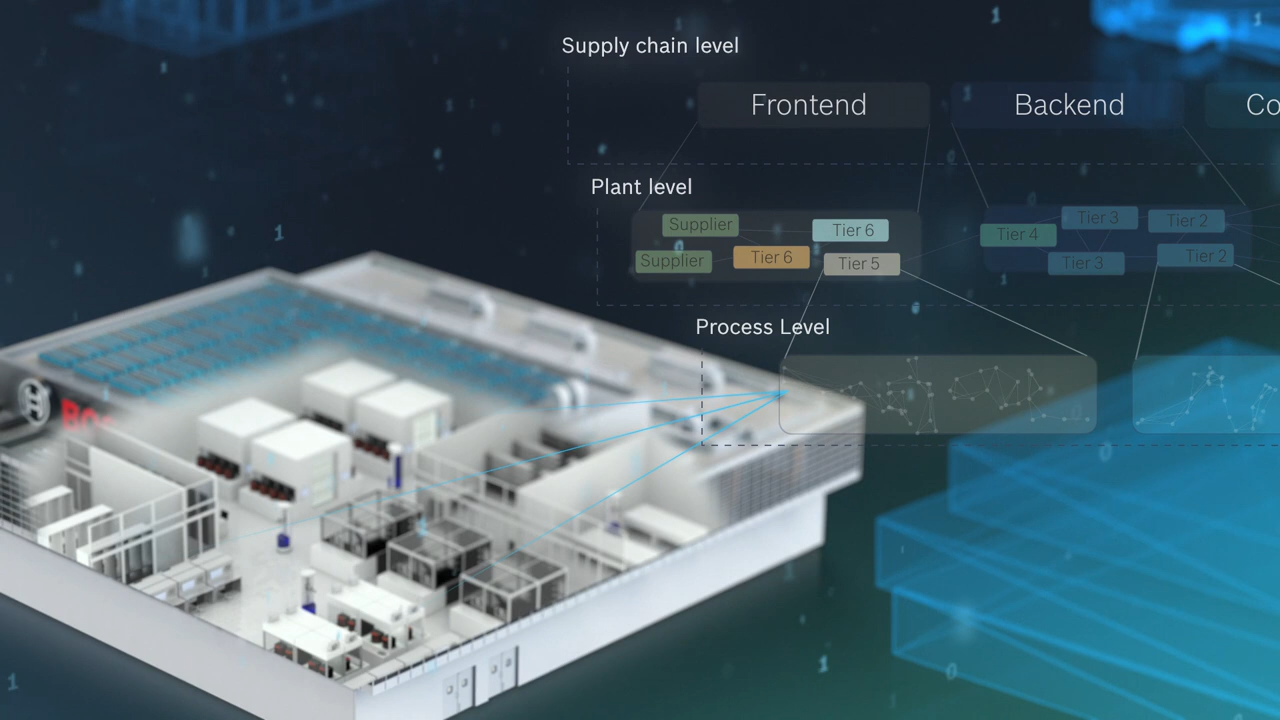 Supply chain level
Frontend
Backend
Co
Plant level
Supplier
Tier 6
Tier 3
Tier 2
Tier 4
Supplier
Tier 6
Tier 5
Tier 3
Tier 2
Process Level